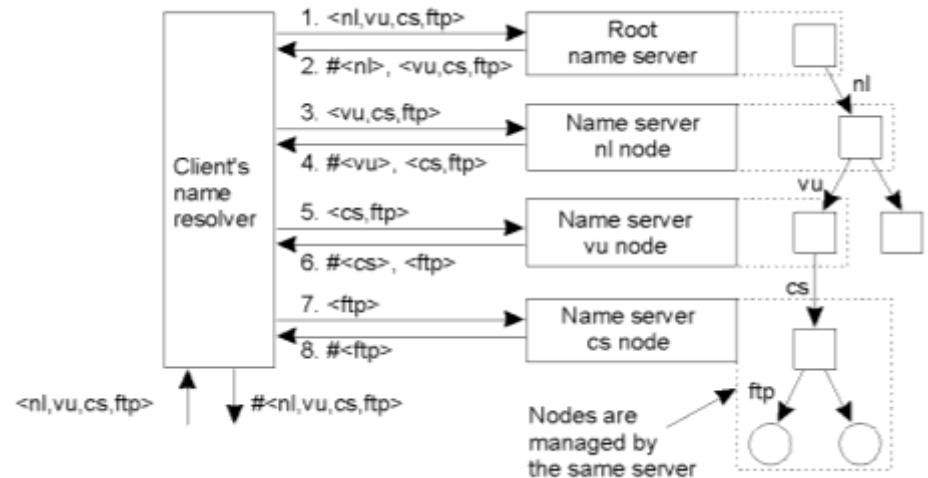 1. <nl,vu,cs,ftp>
2. #<nl>, <vu,cs,ftp>
Root
name server
nl
3. <vu,cs,ftp>
4. #<vu>, <cs,ftp>
Name server
nl node
Client's
name
resolver
vu
5. <cs,ftp>
6. #<cs>, <ftp>
Name server
vu node
cs
7. <ftp>
8. #<ftp>
Name server
cs node
ftp
<nl,vu,cs,ftp>
#<nl,vu,cs,ftp>
Nodes are
managed by
the same server